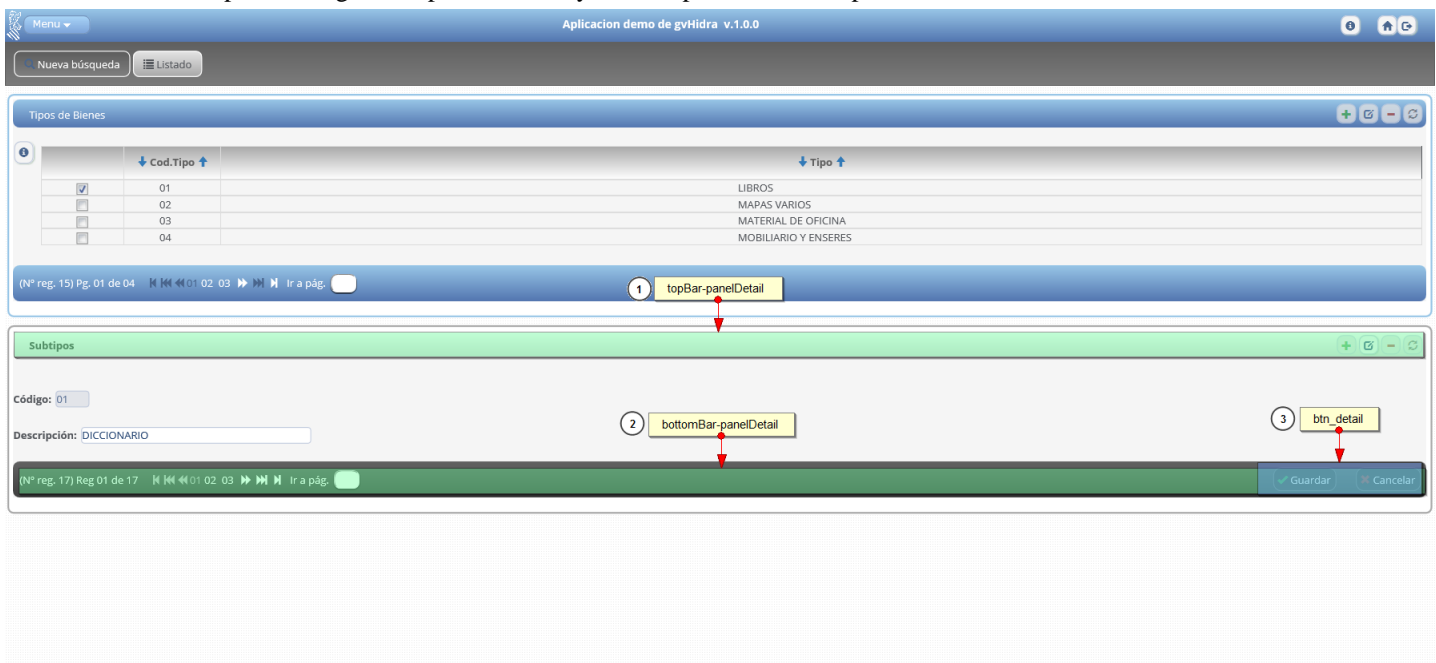 Menu
Aplicacion demo de gvHidra v.1.0.0
Nueva búsqueda
Listado
Tipos de Bienes
Cod.Tipo
Tipo
01 LIBROS
02 MAPAS VARIOS
03 MATERIAL DE OFICINA
04 MOBILIARIO Y ENSERES
(Nº reg. 15) Pg. 01 de 04 01 02 03 Ir a pág.
1 topBar-panelDetail
Subtipos
Código: 01
2 bottomBar-panelDetail
3 btn_detail
Descripción: DICCIONARIO
(Nº reg. 17) Reg 01 de 17 01 02 03 Ir a pág.
Guardar
Cancelar